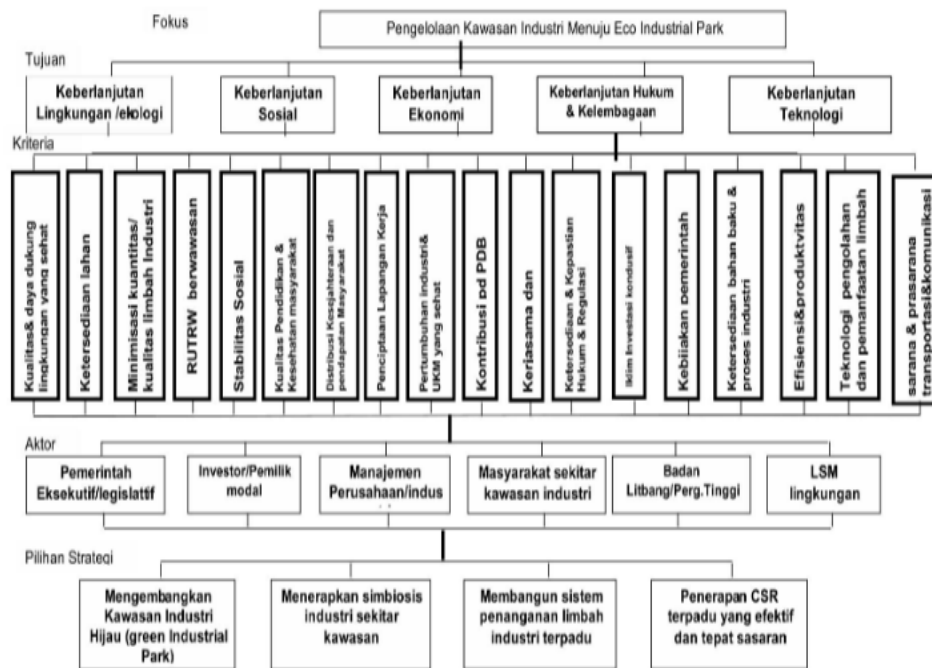 Fokus
Pengelolaan Kawasan Industri Menuju Eco Industrial Park
Tujuan
Keberlanjutan
Lingkungan /ekologi
Keberlanjutan
Sosial
Keberlanjutan
Ekonomi
Keberlanjutan Hukum
& Kelembagaan
Keberlanjutan
Teknologi
Kriteria
Kualitas& daya dukung
lingkungan yang sehat
Ketersediaan lahan
Minimisasi kuantitas/
kualitas limbah Industri
RUTRW berwawasan
Stabilitas Sosial
Kualitas Pendidikan &
Kesehatan masyarakat
Distribusi Kesejahteraan dan
pendapatan Masyarakat
Penciptaan Lapangan Kerja
Pertumbuhan industri&
UKM yang sehat
Kontribusi pd PDB
Kerjasama dan
Ketersediaan & Kepastian
Hukum & Regulasi
Iklim Investasi kondusif
Kebijakan pemerintah
Ketersediaan bahan baku &
proses industri
Efisiensi&produktvitas
Teknologi pengolahan
dan pemanfaatan limbah
sarana & prasarana
transportasi&komunikasi
Aktor
Pemerintah
Eksekutif/legislattif
Investor/Pemilik
modal
Manajemen
Perusahaan/indus
Masyarakat sekitar
kawasan industri
Badan
Litbang/Perg.Tinggi
LSM
lingkungan
Pilihan Strategi
Mengembangkan
Kawasan Industri
Hijau (green Industrial
Park)
Menerapkan simbiosis
industri sekitar
kawasan
Membangun sistem
penanganan limbah
industri terpadu
Penerapan CSR
terpadu yang efektif
dan tepat sasaran